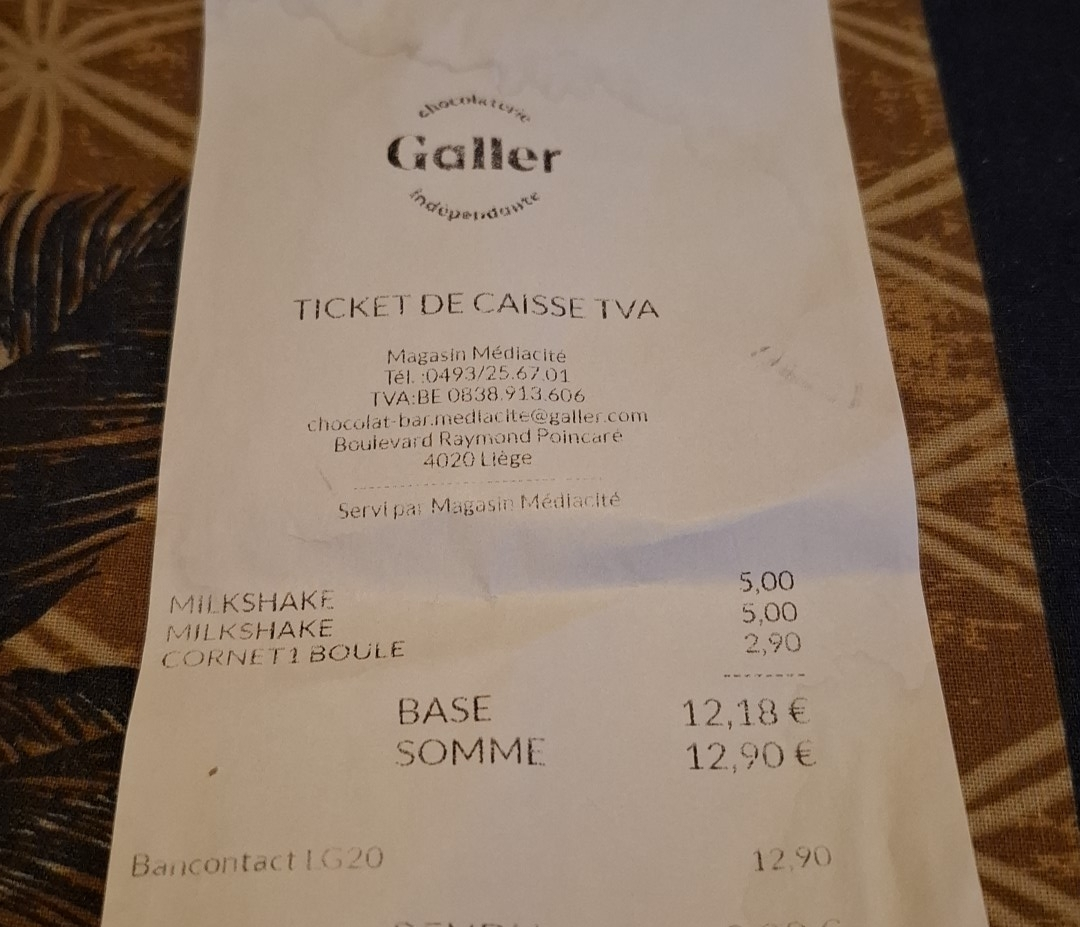 chocolaterie
Galler
indépendante
TICKET DE CAISSE TVA
Magasin Médiacité
Tél. :0493/25.67.01
TVA:BE 0838.913.606
chocolat-bar.mediacite@galler.com
Boulevard Raymond Poincaré
4020 Liège
Servi par Magasin Médiacité
MILKSHAKE 5,00
MILKSHAKE 5,00
CORNET1 BOULE 2,90
BASE 12,18 €
SOMME 12,90 €
Bancontact LG20 12,90